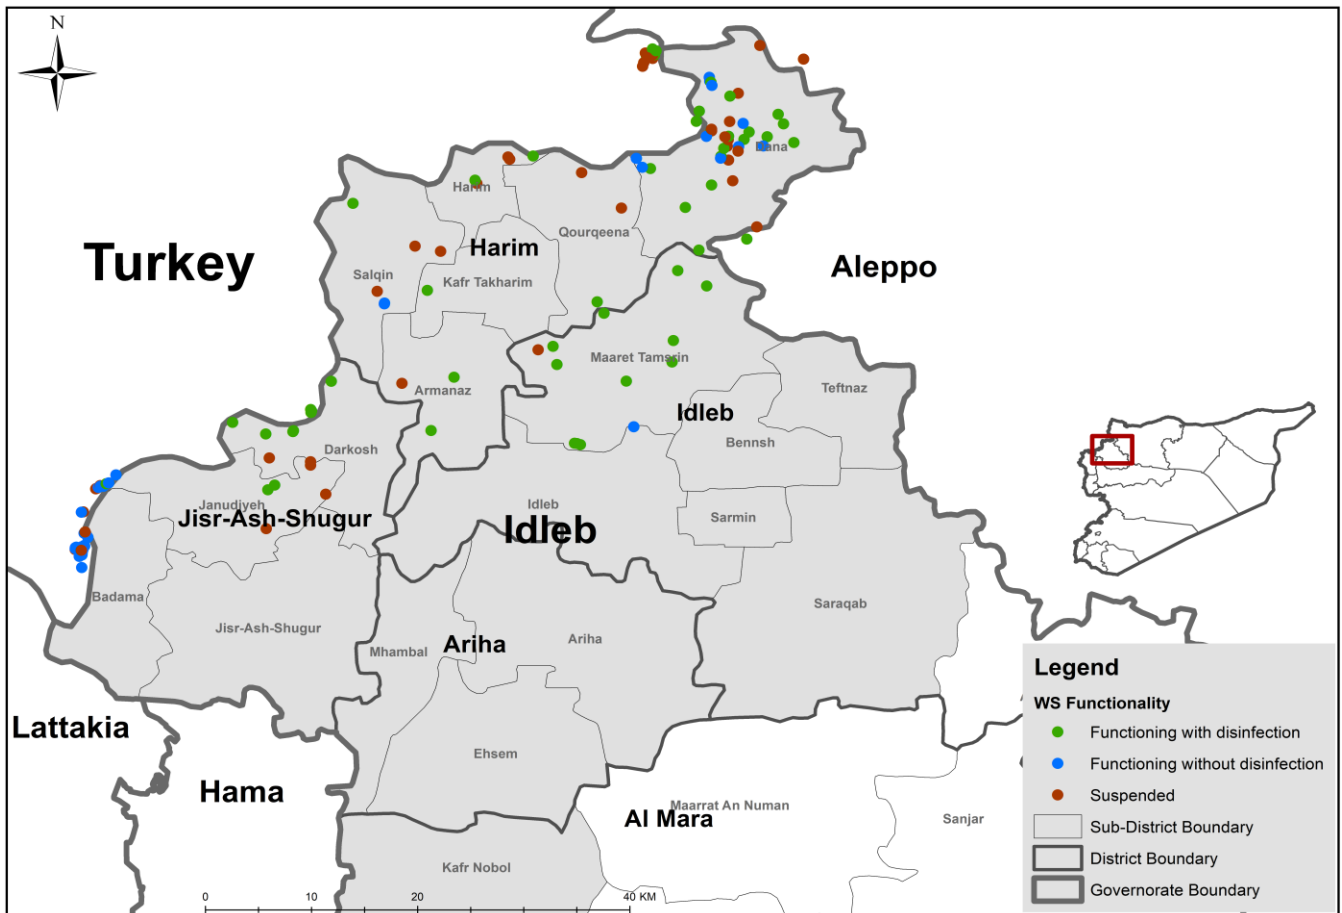 N
Dana
Harim
Turkey
Harim
Qourqeena
Aleppo
Salqin
Kafr Takharim
Maaret Tamsrin
Armanaz
Teftnaz
Idleb
Bennsh
Darkosh
Janudiyeh
Jisr-Ash-Shugur
Idleb
Idleb
Sarmin
Badama
Saraqab
Jisr-Ash-Shugur
Mhambal
Ariha
Ariha
Lattakia
Ehsem
Hama
Al Mara
Maarrat An Numan
Sanjar
Kafr Nobol
0 10 20 40 KM
Legend
WS Functionality
Functioning with disinfection
Functioning without disinfection
Suspended
Sub-District Boundary
District Boundary
Governorate Boundary